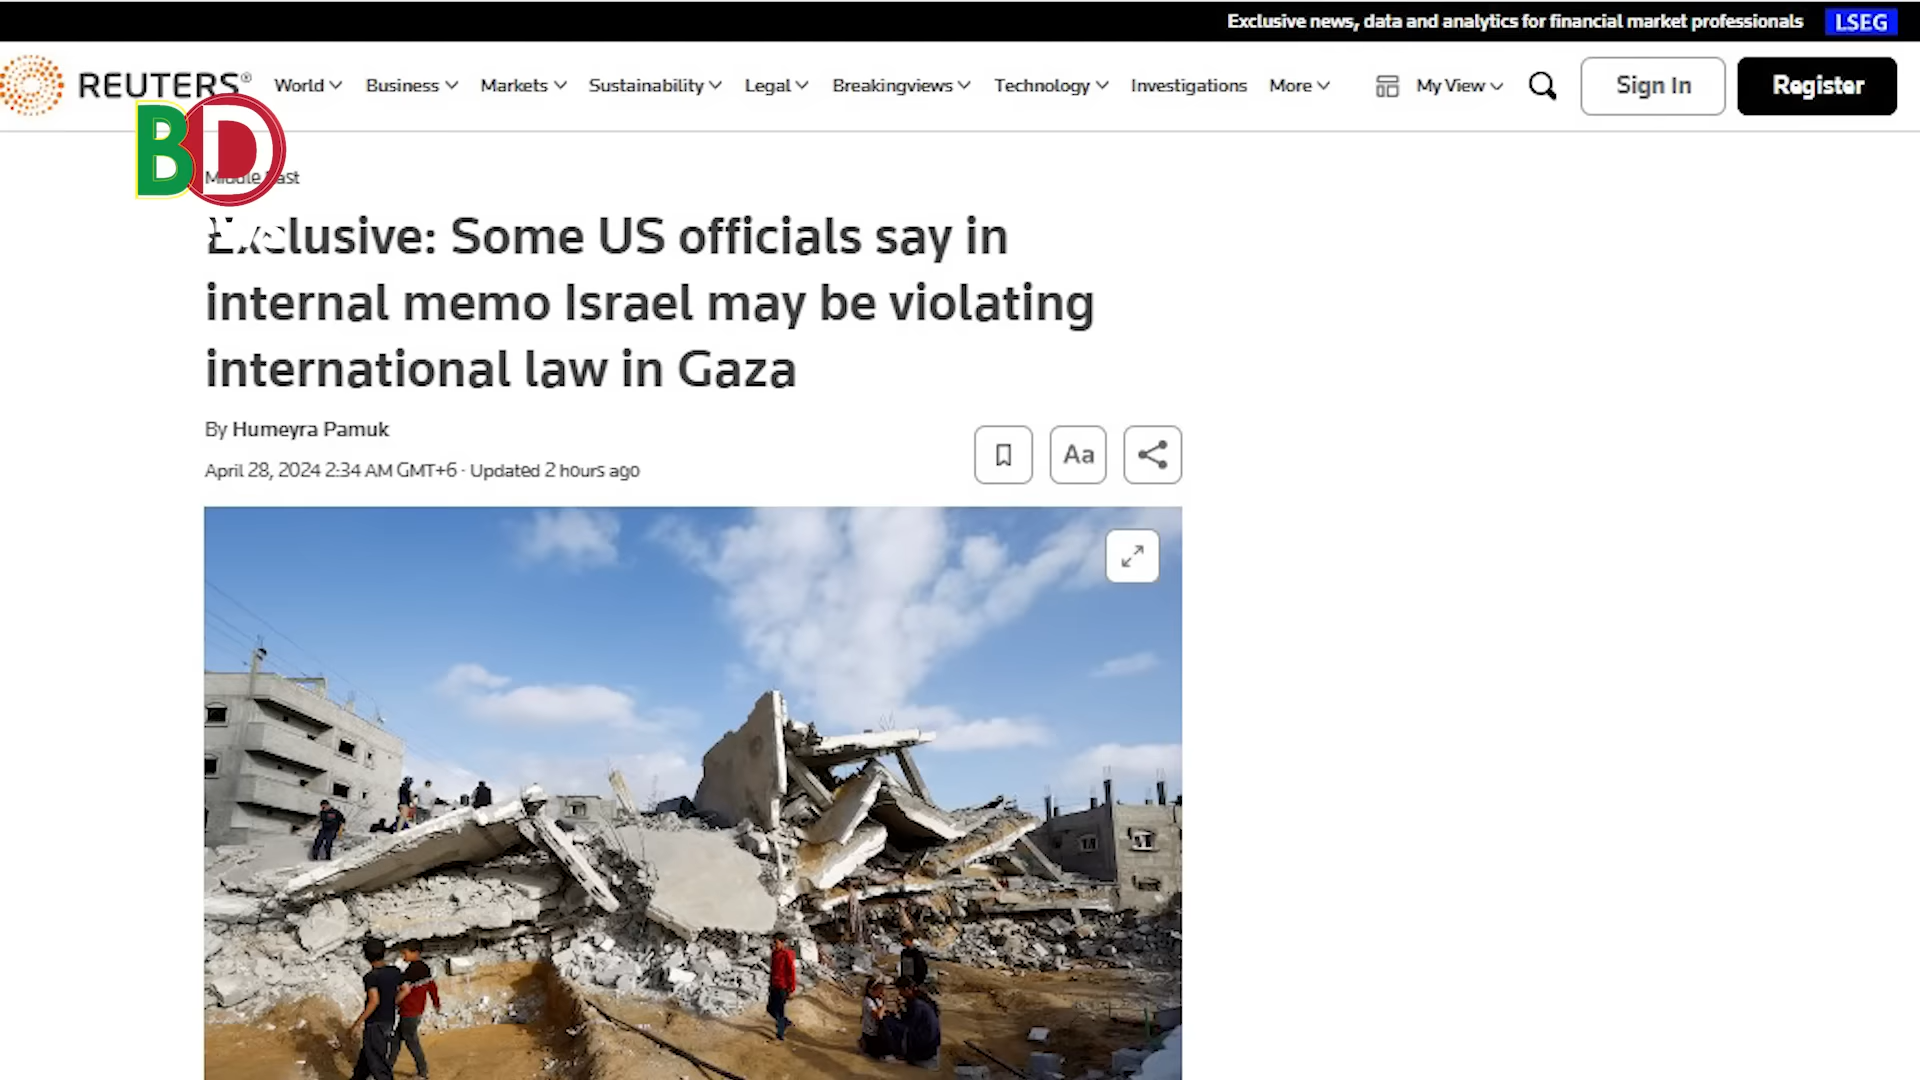 Exclusive news, data and analytics for financial market professionals LSEG
REUTERS® World Business Markets Sustainability Legal Breakingviews Technology Investigations More My View Sign In Register
BD
Middle East
Exclusive: Some US officials say in
internal memo Israel may be violating
international law in Gaza
By Humeyra Pamuk
April 28, 2024 2:34 AM GMT+6 · Updated 2 hours ago
Aa